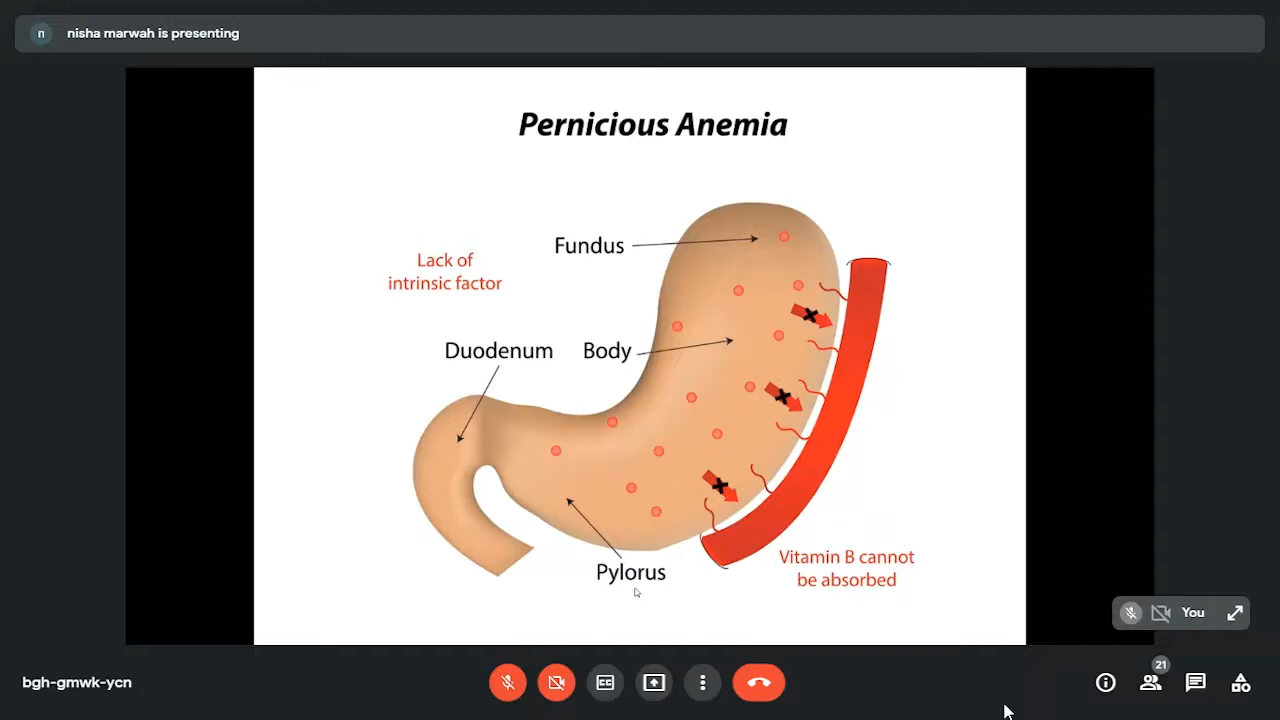 n nisha marwah is presenting
Pernicious Anemia
Fundus
Lack of
intrinsic factor
Duodenum Body
Vitamin B cannot
be absorbed
Pylorus
You
bgh-gmwk-ycn
CC
21